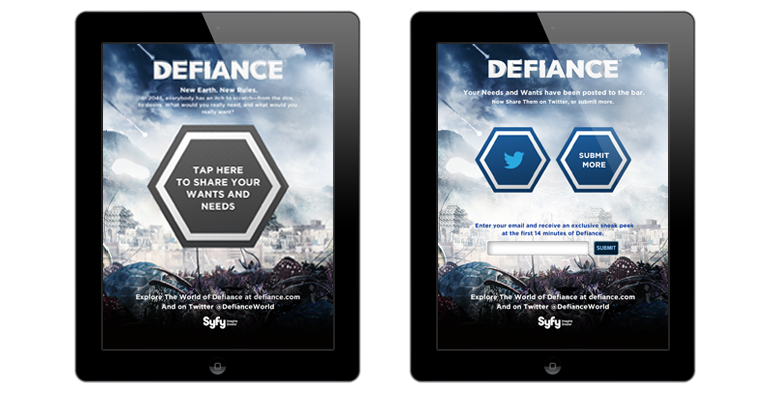 DEFIANCE
New Earth. New Rules.
In 2046, everybody has an itch to scratch—from the dire,
to desire. What would you really need, and what would you
really want?
TAP HERE
TO SHARE YOUR
WANTS AND
NEEDS
Explore The World of Defiance at defiance.com
And on Twitter @DefianceWorld
Syfy Imagine Greater
DEFIANCE
Your Needs and Wants have been posted to the bar.
Now Share Them on Twitter, or submit more.
SUBMIT
MORE
Enter your email and receive an exclusive sneak peek
at the first 14 minutes of Defiance.
SUBMIT
Explore The World of Defiance at defiance.com
And on Twitter @DefianceWorld
Syfy Imagine Greater